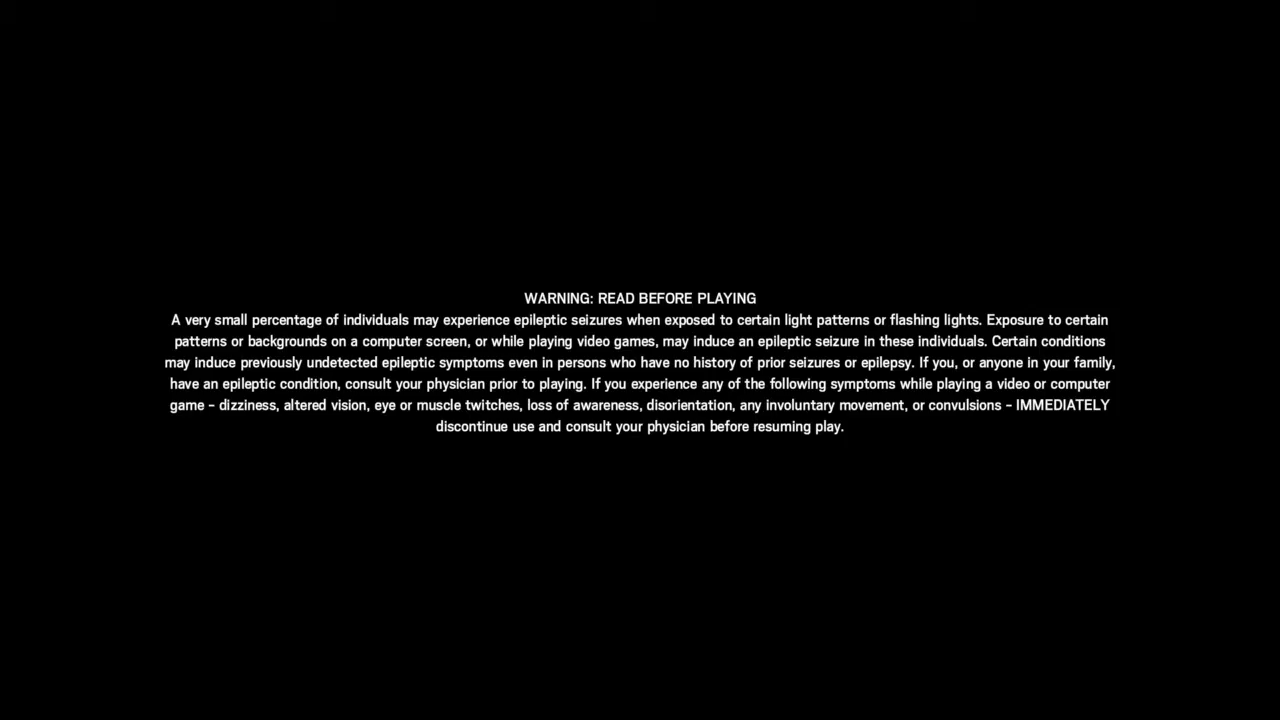 WARNING: READ BEFORE PLAYING
A very small percentage of individuals may experience epileptic seizures when exposed to certain light patterns or flashing lights. Exposure to certain
patterns or backgrounds on a computer screen, or while playing video games, may induce an epileptic seizure in these individuals. Certain conditions
may induce previously undetected epileptic symptoms even in persons who have no history of prior seizures or epilepsy. If you, or anyone in your family,
have an epileptic condition, consult your physician prior to playing. If you experience any of the following symptoms while playing a video or computer
game - dizziness, altered vision, eye or muscle twitches, loss of awareness, disorientation, any involuntary movement, or convulsions - IMMEDIATELY
discontinue use and consult your physician before resuming play.